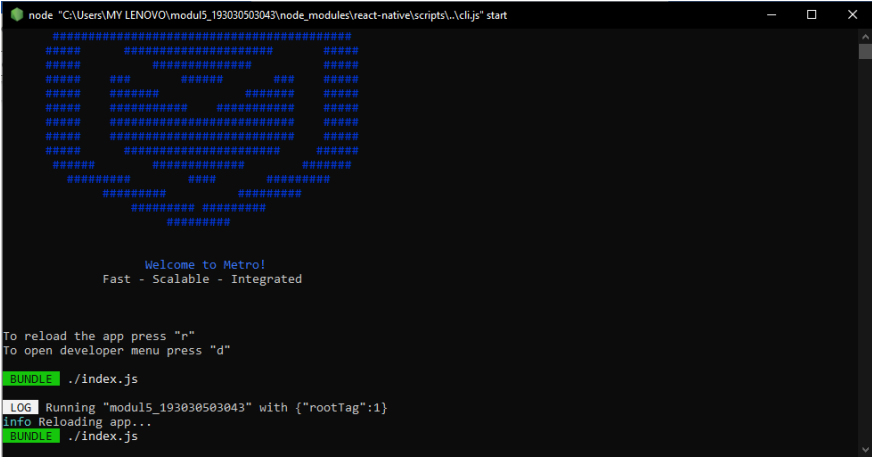 node "C:\Users\MY LENOVO\modul5_193030503043\node_modules\react-native\scripts\..\cli.js" start
Welcome to Metro!
Fast - Scalable - Integrated
To reload the app press "r"
To open developer menu press "d"
BUNDLE ./index.js
LOG Running "modul5_193030503043" with {"rootTag":1}
info Reloading app...
BUNDLE ./index.js